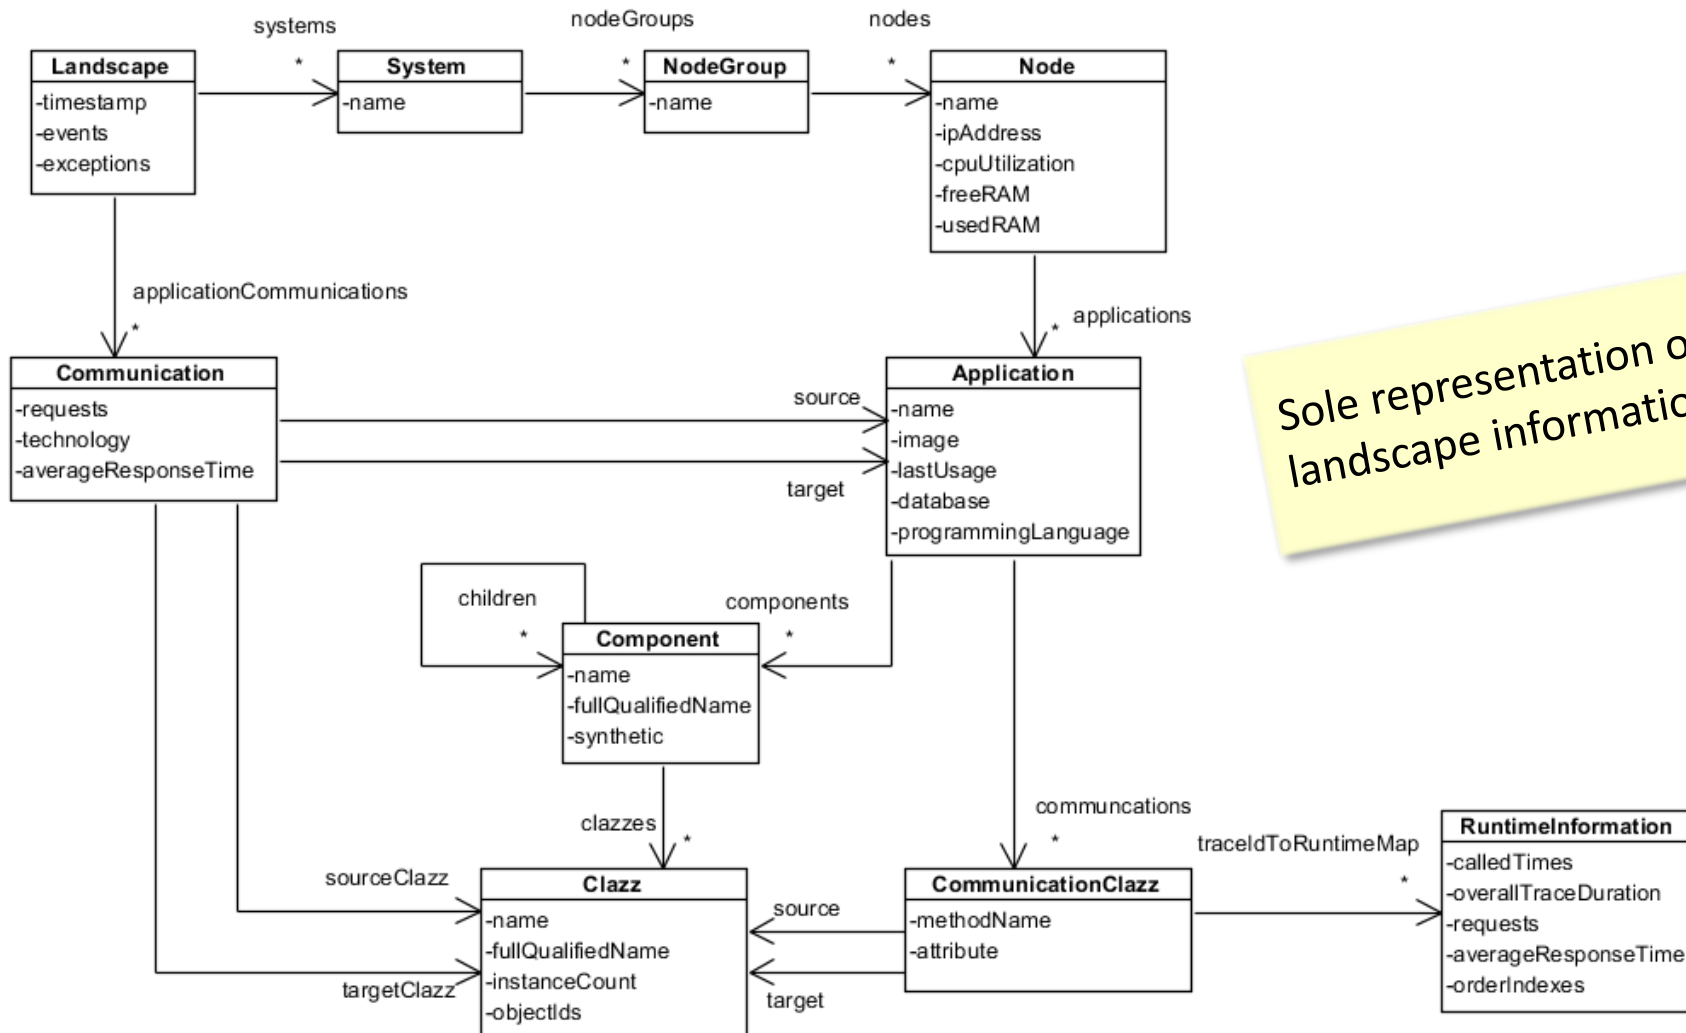 systems
nodeGroups
nodes
*
*
*
Landscape
-timestamp
-events
-exceptions
System
-name
NodeGroup
-name
Node
-name
-ipAddress
-cpuUtilization
-freeRAM
-usedRAM
applicationCommunications
*
applications
*
Sole representation o
landscape informatio
Communication
-requests
-technology
-averageResponseTime
source
target
Application
-name
-image
-lastUsage
-database
-programmingLanguage
children
*
components
*
Component
-name
-fullQualifiedName
-synthetic
clazzes
*
communcations
*
traceIdToRuntimeMap
*
sourceClazz
targetClazz
Clazz
-name
-fullQualifiedName
-instanceCount
-objectIds
source
target
CommunicationClazz
-methodName
-attribute
RuntimeInformation
-calledTimes
-overallTraceDuration
-requests
-averageResponseTime
-orderIndexes